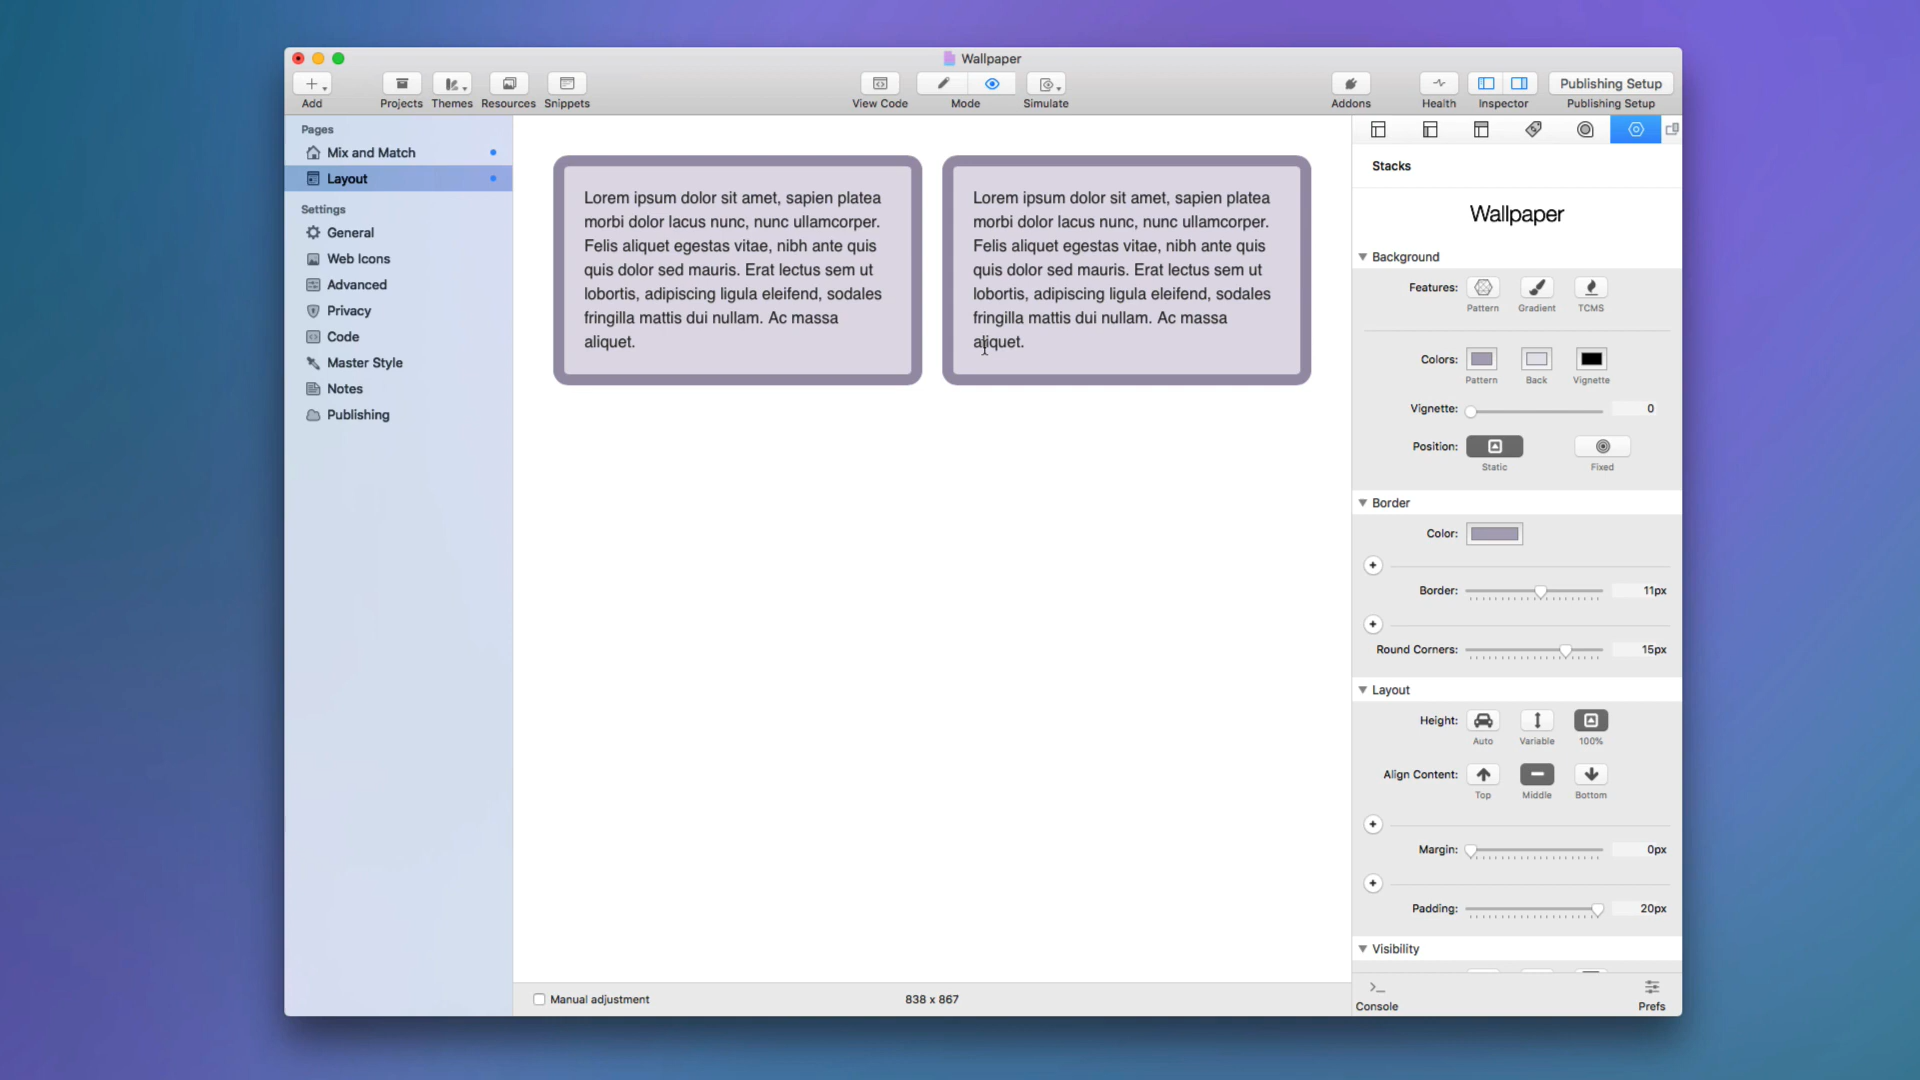 Wallpaper
Add
Projects
Themes
Resources
Snippets
View Code
Mode
Simulate
Addons
Health
Inspector
Publishing Setup
Publishing Setup
Pages
Mix and Match
Layout
Settings
General
Web Icons
Advanced
Privacy
Code
Master Style
Notes
Publishing
Lorem ipsum dolor sit amet, sapien platea
morbi dolor lacus nunc, nunc ullamcorper.
Felis aliquet egestas vitae, nibh ante quis
quis dolor sed mauris. Erat lectus sem ut
lobortis, adipiscing ligula eleifend, sodales
fringilla mattis dui nullam. Ac massa
aliquet.
Lorem ipsum dolor sit amet, sapien platea
morbi dolor lacus nunc, nunc ullamcorper.
Felis aliquet egestas vitae, nibh ante quis
quis dolor sed mauris. Erat lectus sem ut
lobortis, adipiscing ligula eleifend, sodales
fringilla mattis dui nullam. Ac massa
aliquet.
Manual adjustment
838 x 867
Stacks
Wallpaper
Background
Features:
Pattern
Gradient
TCMS
Colors:
Pattern
Back
Vignette
Vignette: 0
Position:
Static
Fixed
Border
Color:
Border: 11px
Round Corners: 15px
Layout
Height:
Auto
Variable
100%
Align Content:
Top
Middle
Bottom
Margin: 0px
Padding: 20px
Visibility
Console
Prefs